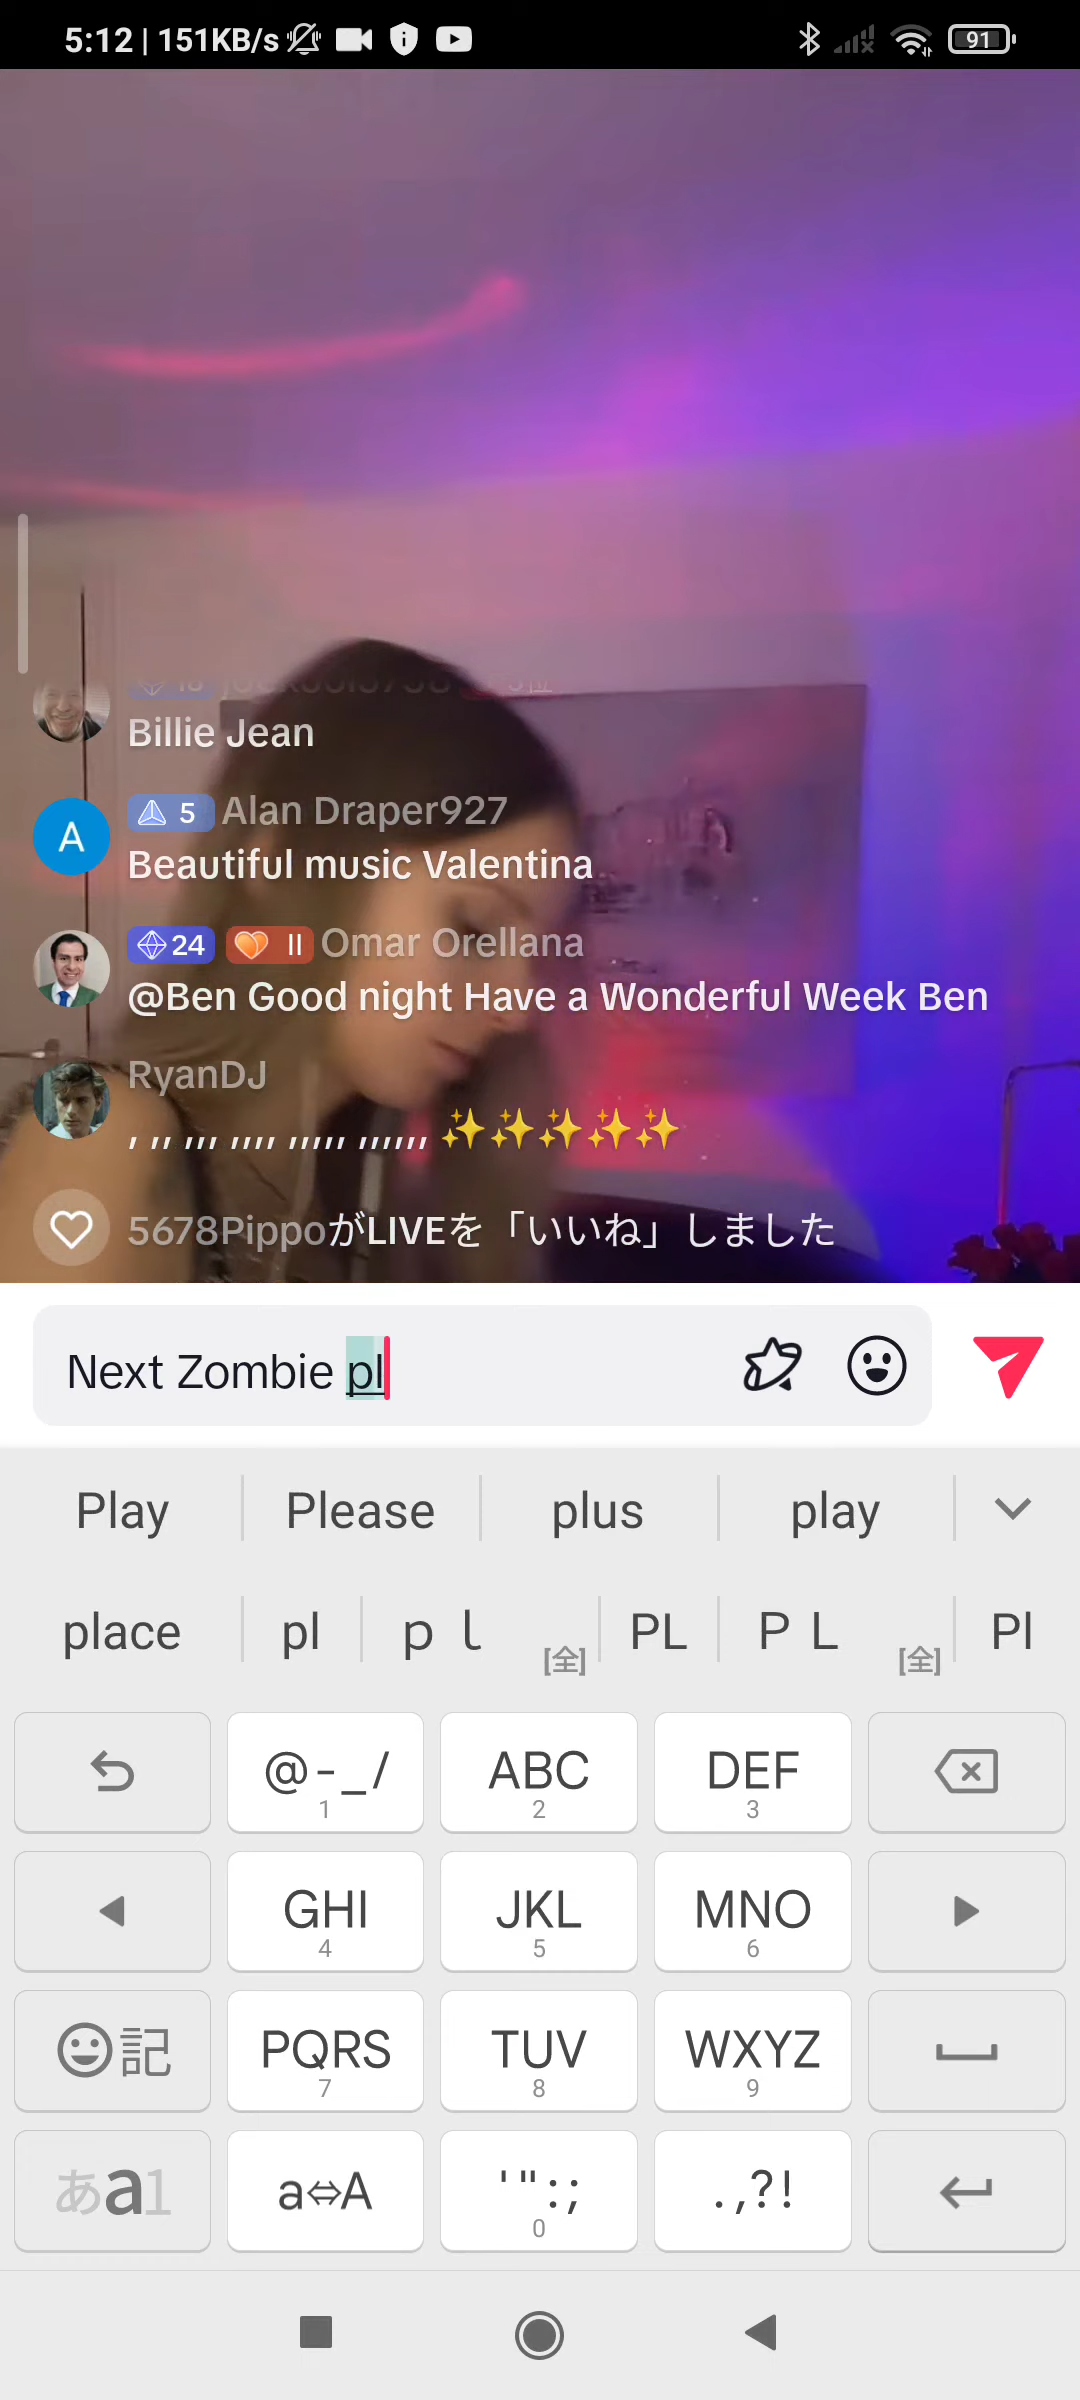 5:12 | 151KB/s
91
Billie Jean
5 Alan Draper927
Beautiful music Valentina
24 II Omar Orellana
@Ben Good night Have a Wonderful Week Ben
RyanDJ
, ,, ,,, ,,,, ,,,,, ,,,,,, ✨✨✨✨✨
5678PippoがLIVEを「いいね」しました
A
Next Zombie pl
Play Please plus play
place pl ｐｌ [全] PL ＰＬ [全] Pl
@-_/ ABC DEF
1 2 3
GHI JKL MNO
4 5 6
記 PQRS TUV WXYZ
7 8 9
あa1 a⇔A '":; .,?!
0